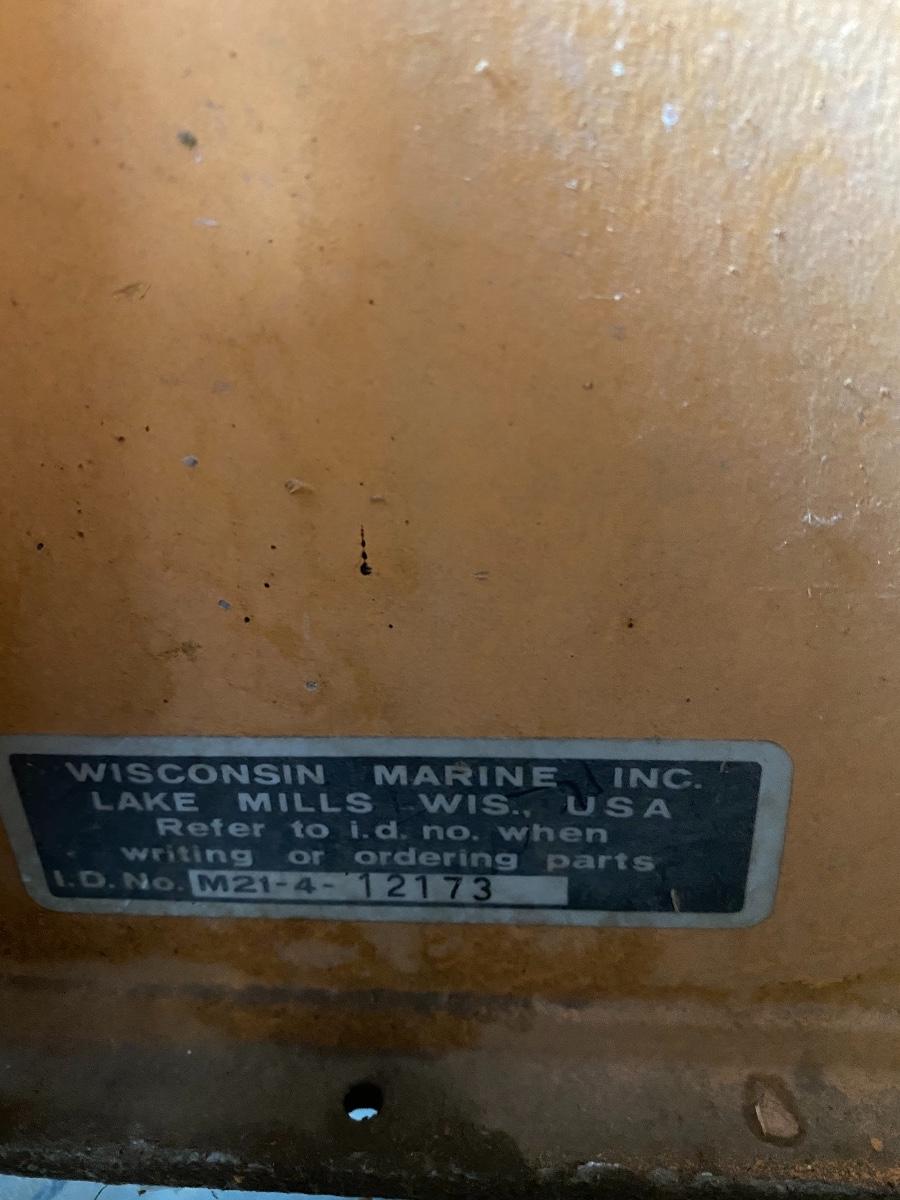 WISCONSIN MARINE INC.
LAKE MILLS WIS., USA
Refer to i.d. no. when
writing or ordering parts
I.D. No. M21-4- 12173